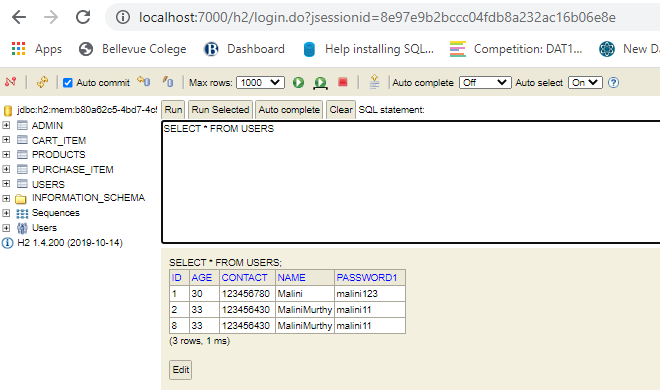 localhost:7000/h2/login.do?jsessionid=8e97e9b2bccc04fdb8a232ac16b06e8e
Apps Bellevue Colege Dashboard Help installing SQL... Competition: DAT1... New Da
Auto commit Max rows: 1000 Auto complete Off Auto select On
jdbc:h2:mem:b80a62c5-4bd7-4c5
Run Run Selected Auto complete Clear SQL statement:
ADMIN
CART_ITEM
PRODUCTS
PURCHASE_ITEM
USERS
INFORMATION_SCHEMA
Sequences
Users
H2 1.4.200 (2019-10-14)
SELECT * FROM USERS
SELECT * FROM USERS;
ID AGE CONTACT NAME PASSWORD1
1 30 123456780 Malini malini123
2 33 123456430 MaliniMurthy malini11
8 33 123456430 MaliniMurthy malini11
(3 rows, 1 ms)
Edit